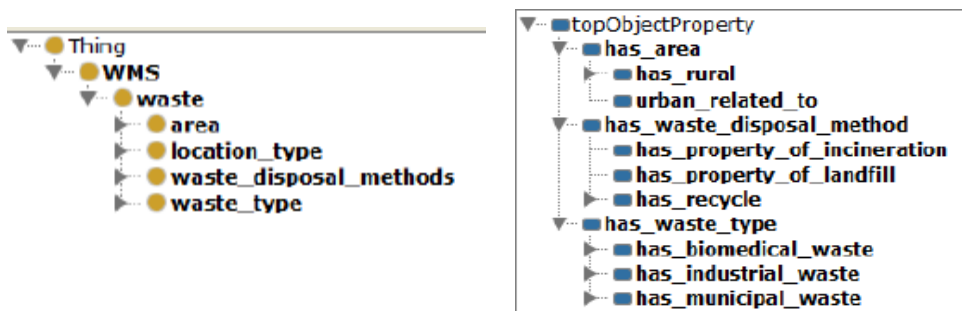 Thing
WMS
waste
area
location_type
waste_disposal_methods
waste_type
topObjectProperty
has_area
has_rural
urban_related_to
has_waste_disposal_method
has_property_of_incineration
has_property_of_landfill
has_recycle
has_waste_type
has_biomedical_waste
has_industrial_waste
has_municipal_waste